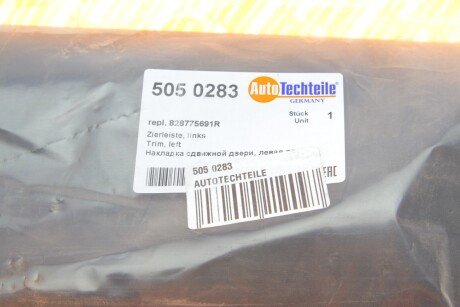 505 0283
AutoTechteile
GERMANY
repl. 828775691R
Stück
Unit 1
Zierleiste, links
Trim, left
Накладка сдвижной двери, левая
EAC
505 0283
AUTOTECHTEILE